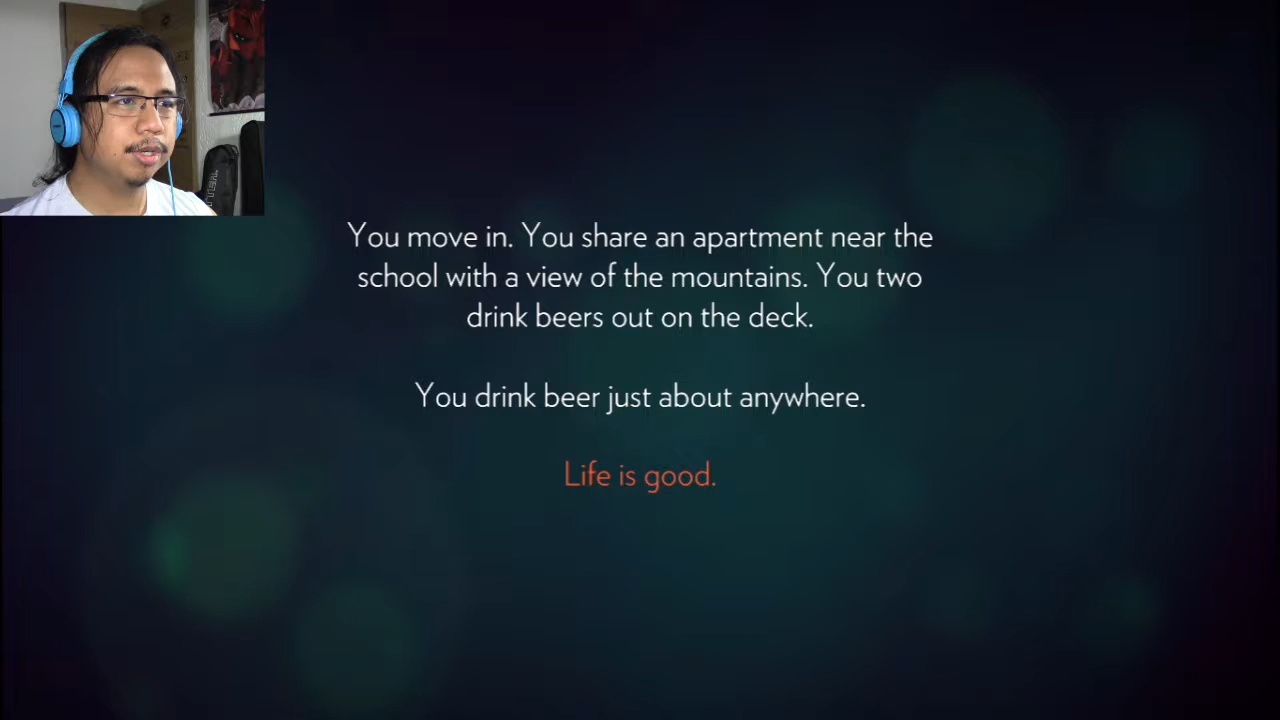 You move in. You share an apartment near the
school with a view of the mountains. You two
drink beers out on the deck.
You drink beer just about anywhere.
Life is good.